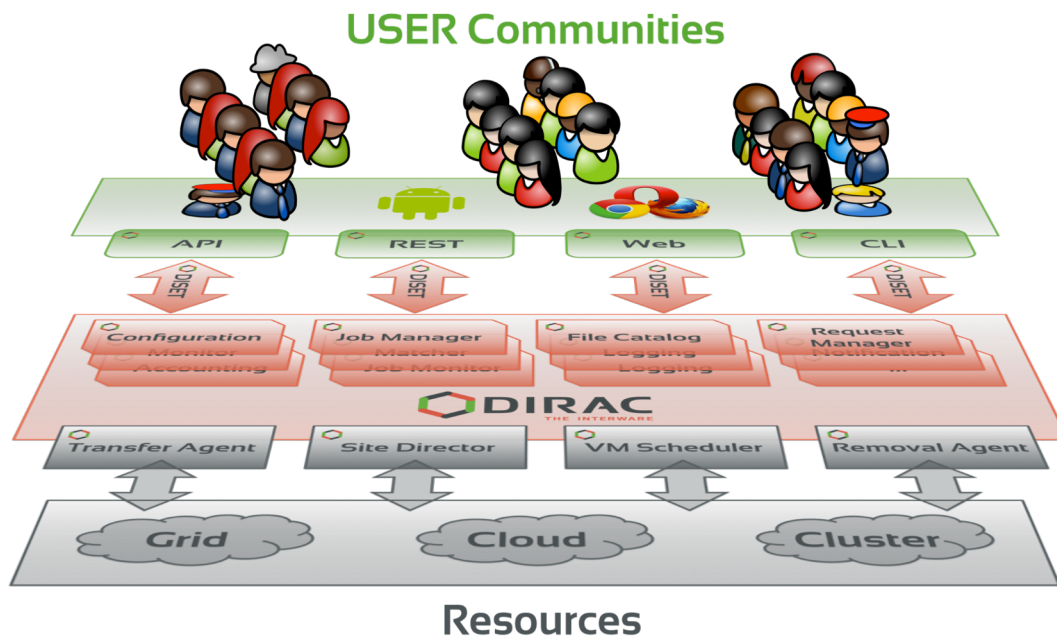 USER Communities
API
REST
Web
CLI
DISET
DISET
DISET
DISET
Configuration
Monitor
Accounting
Job Manager
Matcher
Job Monitor
File Catalog
Logging
Logging
Request
Manager
Notification
...
DIRAC
THE INTERWARE
Transfer Agent
Site Director
VM Scheduler
Removal Agent
Grid
Cloud
Cluster
Resources